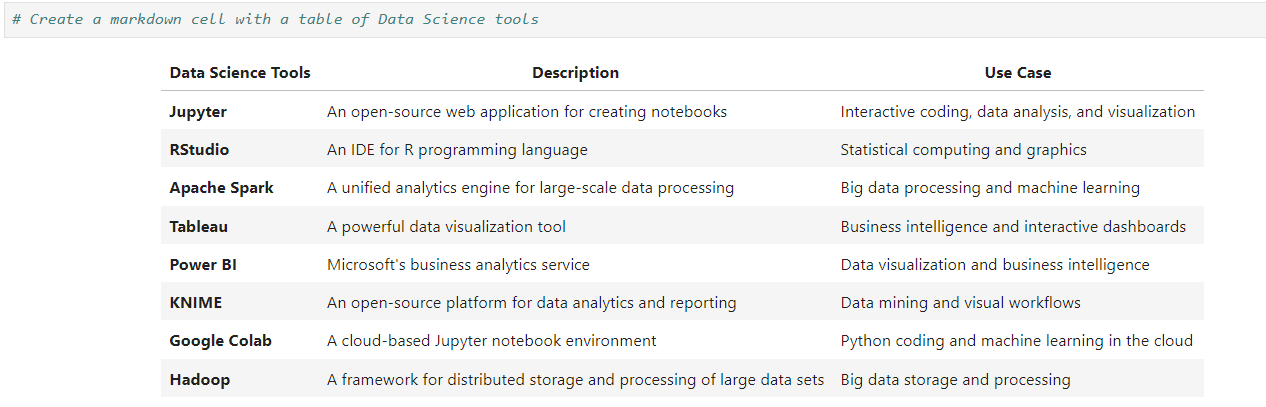 # Create a markdown cell with a table of Data Science tools
Data Science Tools Description Use Case
Jupyter An open-source web application for creating notebooks Interactive coding, data analysis, and visualization
RStudio An IDE for R programming language Statistical computing and graphics
Apache Spark A unified analytics engine for large-scale data processing Big data processing and machine learning
Tableau A powerful data visualization tool Business intelligence and interactive dashboards
Power BI Microsoft's business analytics service Data visualization and business intelligence
KNIME An open-source platform for data analytics and reporting Data mining and visual workflows
Google Colab A cloud-based Jupyter notebook environment Python coding and machine learning in the cloud
Hadoop A framework for distributed storage and processing of large data sets Big data storage and processing